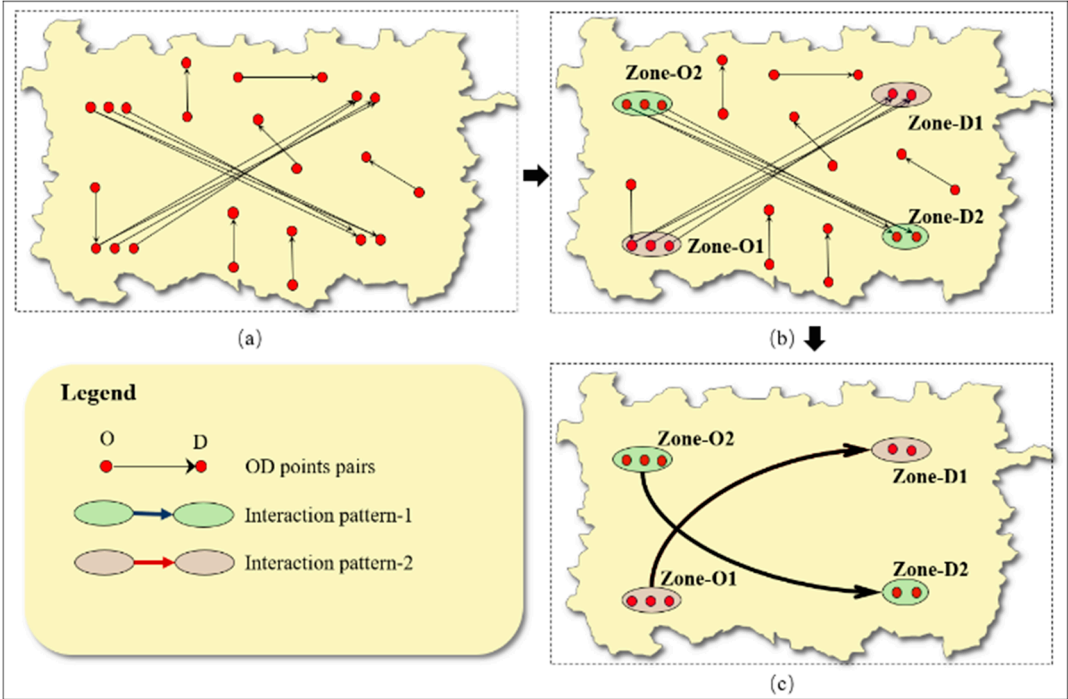 (a)
Zone-O2
Zone-D1
Zone-D2
Zone-O1
(b)
Legend
O
D
OD points pairs
Interaction pattern-1
Interaction pattern-2
Zone-O2
Zone-D1
Zone-O1
Zone-D2
(c)